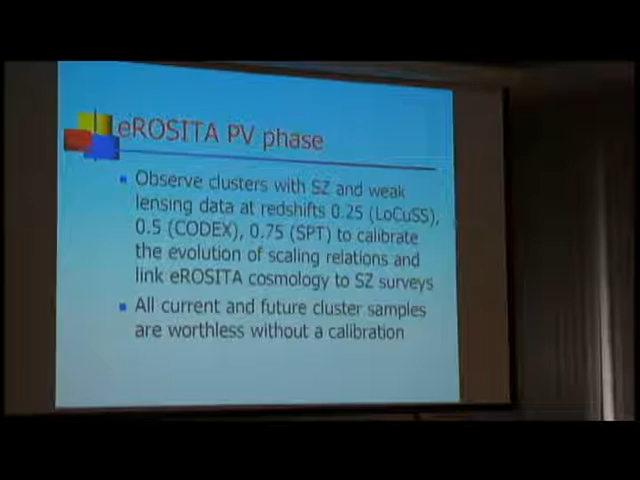 eROSITA PV phase
Observe clusters with SZ and weak
lensing data at redshifts 0.25 (LoCuSS),
0.5 (CODEX), 0.75 (SPT) to calibrate
the evolution of scaling relations and
link eROSITA cosmology to SZ surveys
All current and future cluster samples
are worthless without a calibration